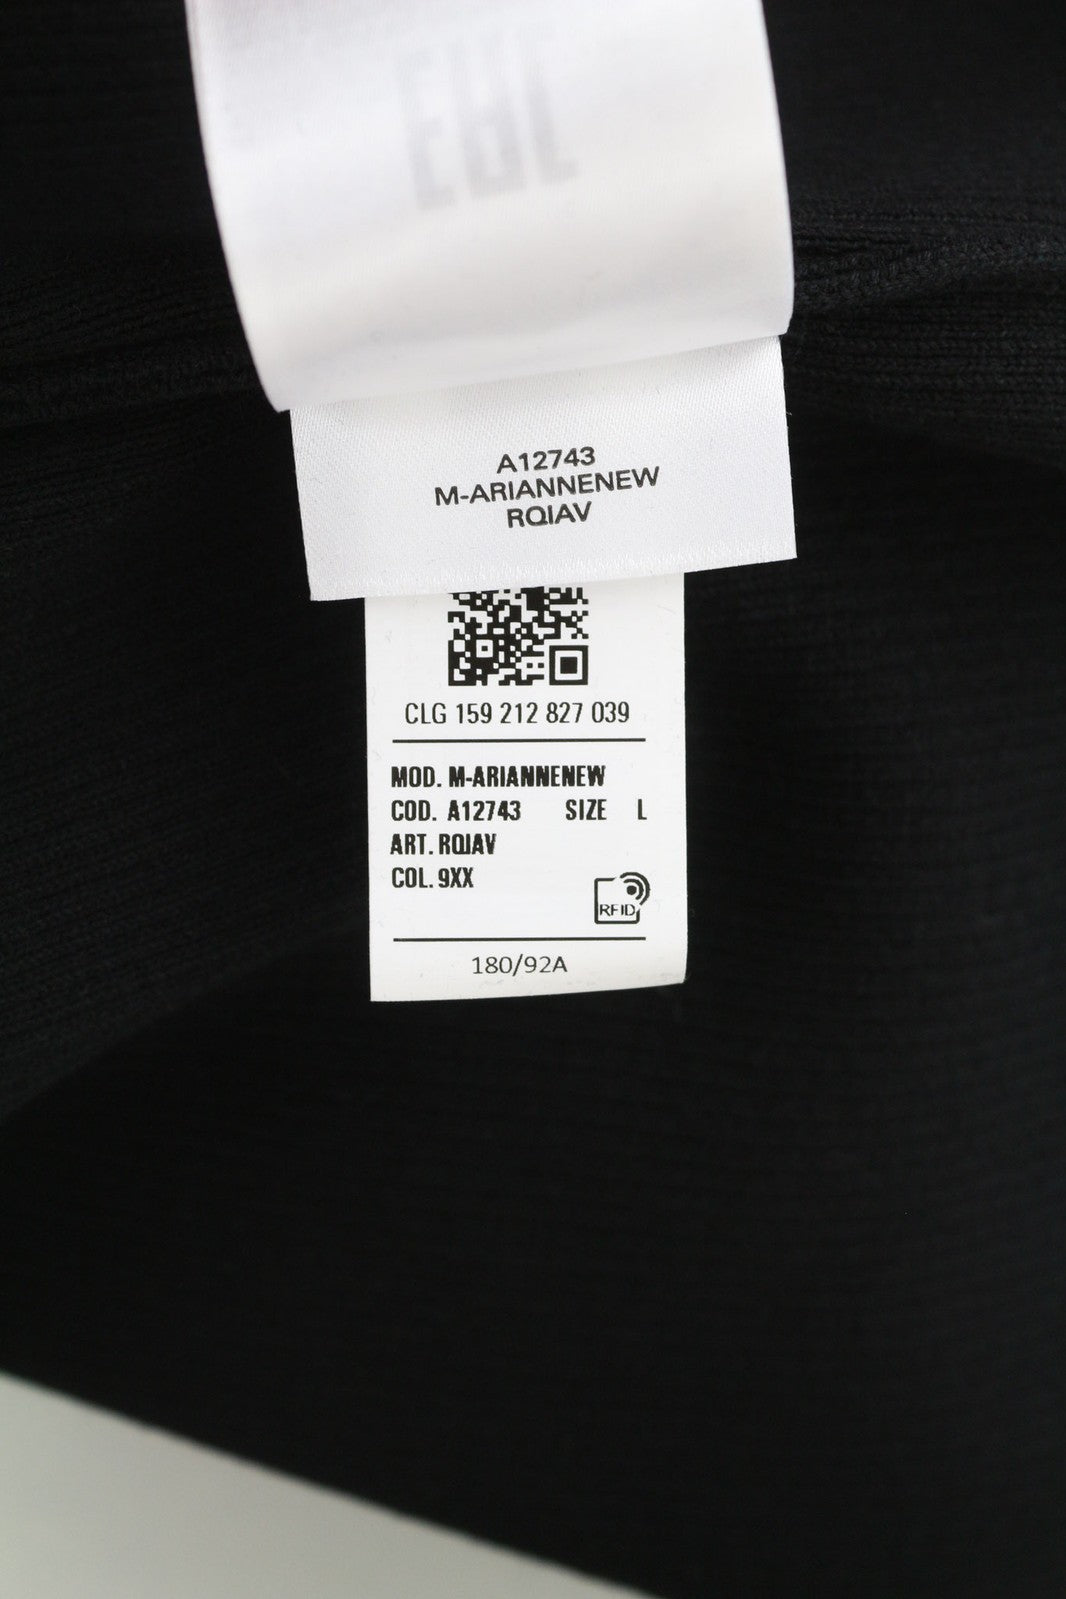 A12743
M-ARIANNENEW
RQIAV
CLG 159 212 827 039
MOD. M-ARIANNENEW
COD. A12743 SIZE L
ART. RQIAV
COL. 9XX
RFID
180/92A